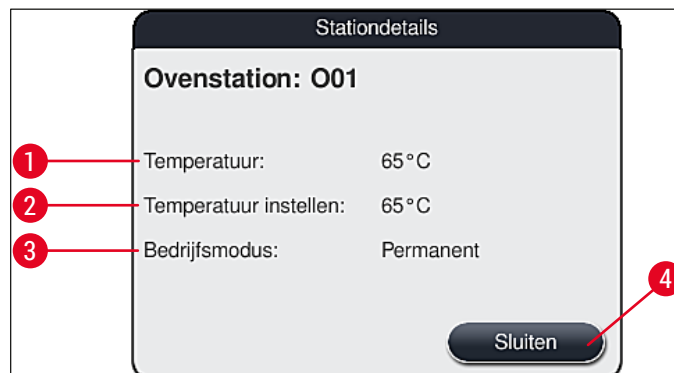 Stationdetails
Ovenstation: O01
1 Temperatuur: 65°C
2 Temperatuur instellen: 65°C
3 Bedrijfsmodus: Permanent
4
Sluiten